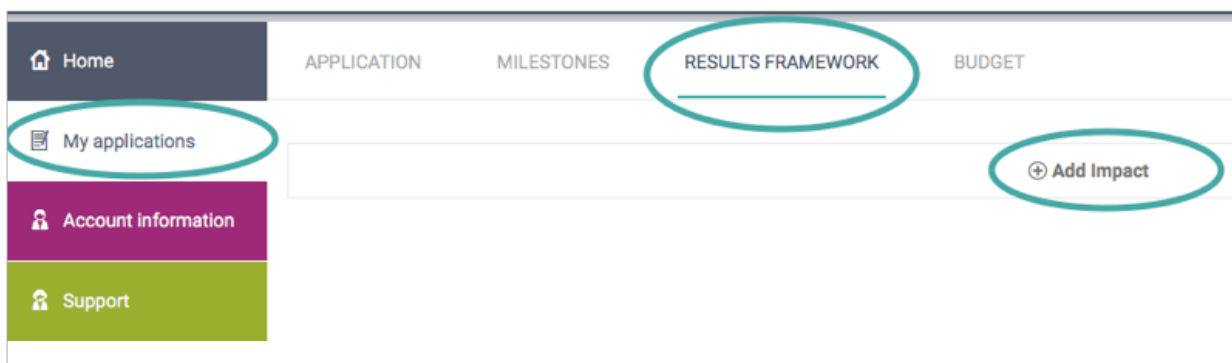 Home
APPLICATION MILESTONES RESULTS FRAMEWORK BUDGET
My applications
Add Impact
Account information
Support